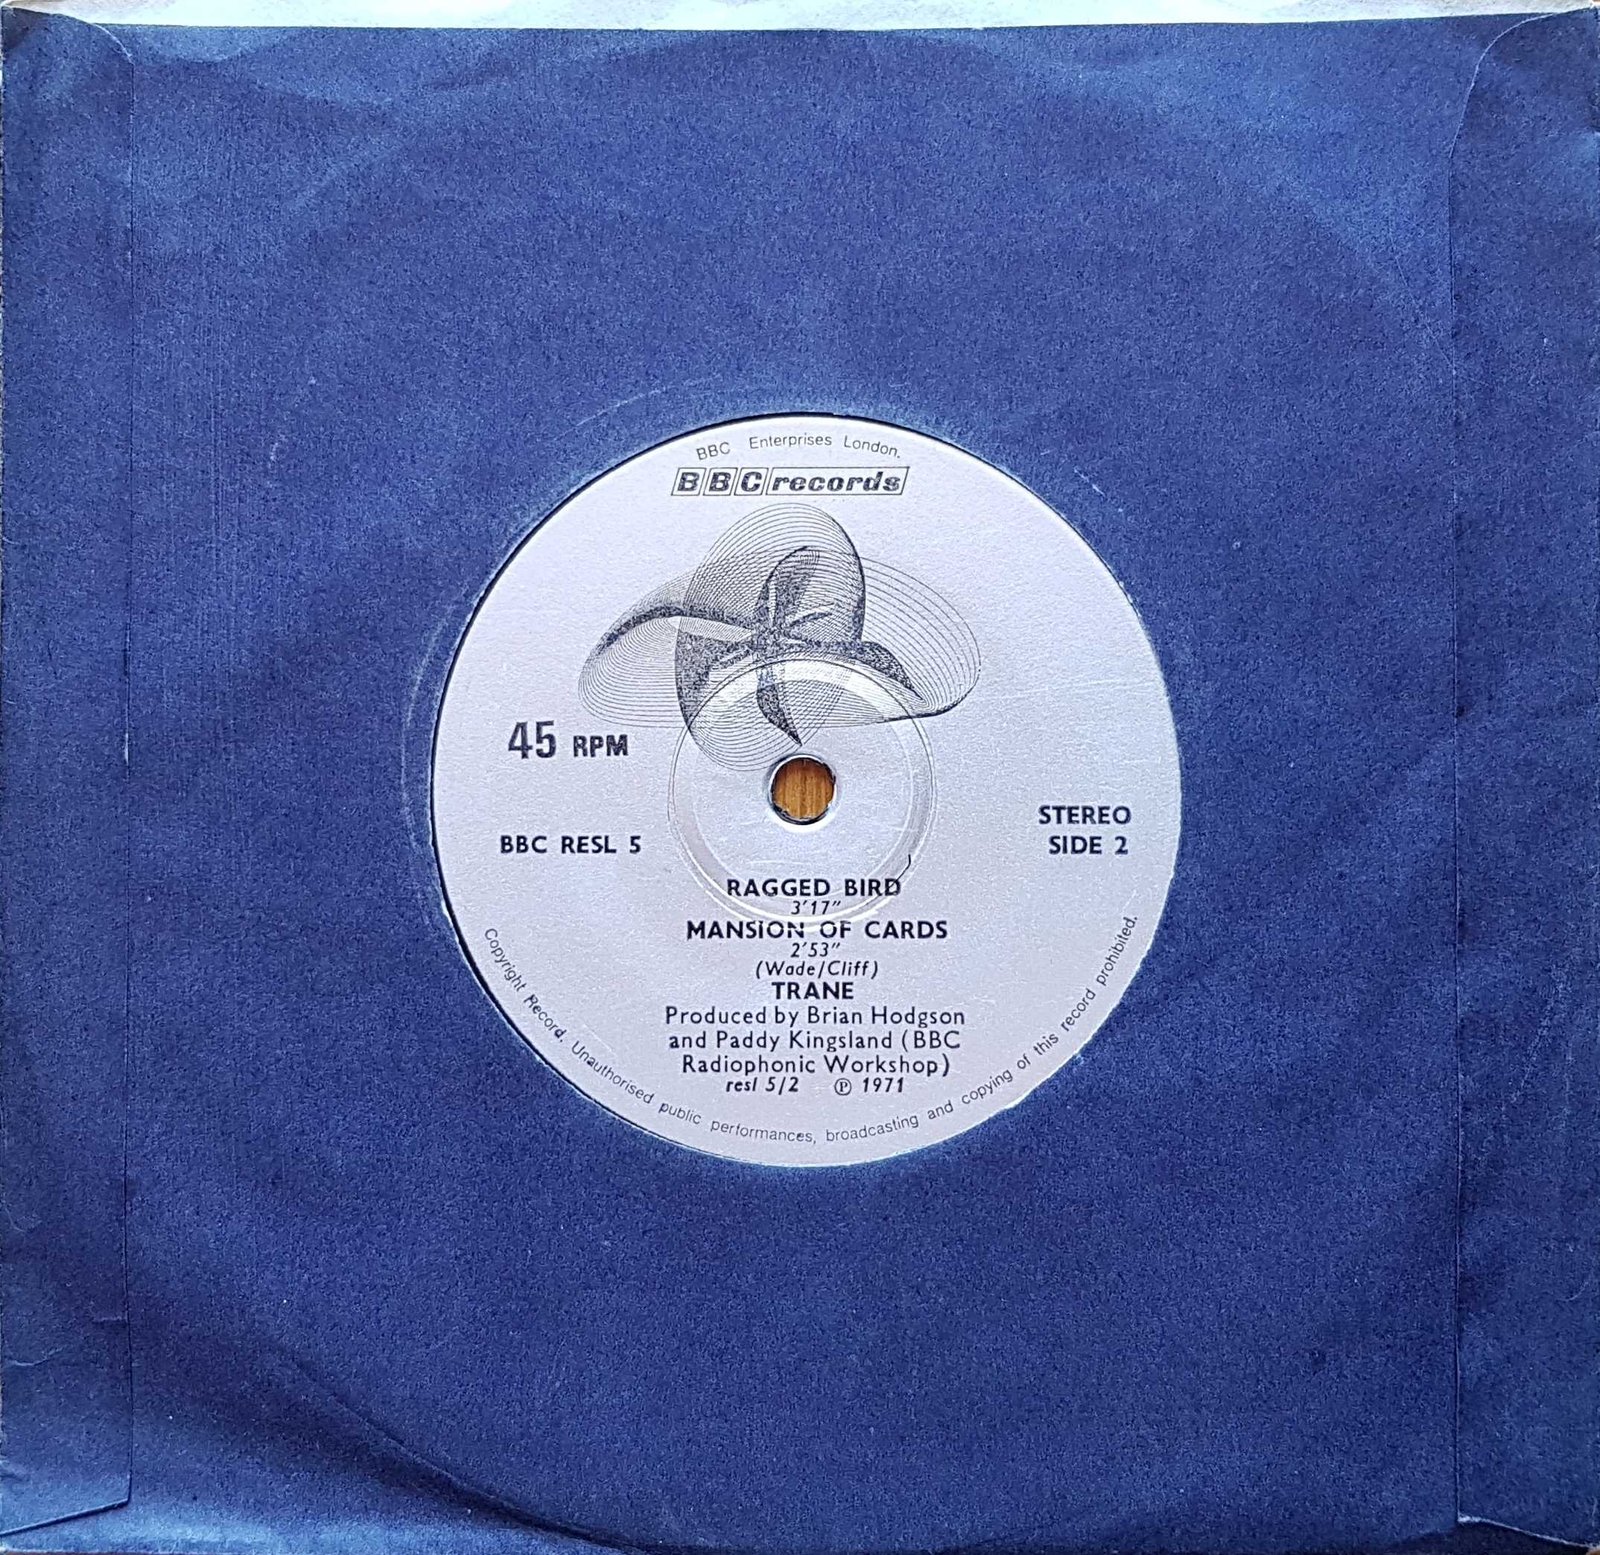 BBC Enterprises London.
BBC records
45 RPM
STEREO
BBC RESL 5
SIDE 2
RAGGED BIRD
3'17"
MANSION OF CARDS
2'53"
(Wade/Cliff)
TRANE
Produced by Brian Hodgson
and Paddy Kingsland (BBC
Radiophonic Workshop)
resl 5/2 ℗ 1971
Copyright Record. Unauthorised public performances, broadcasting and copying of this record prohibited.